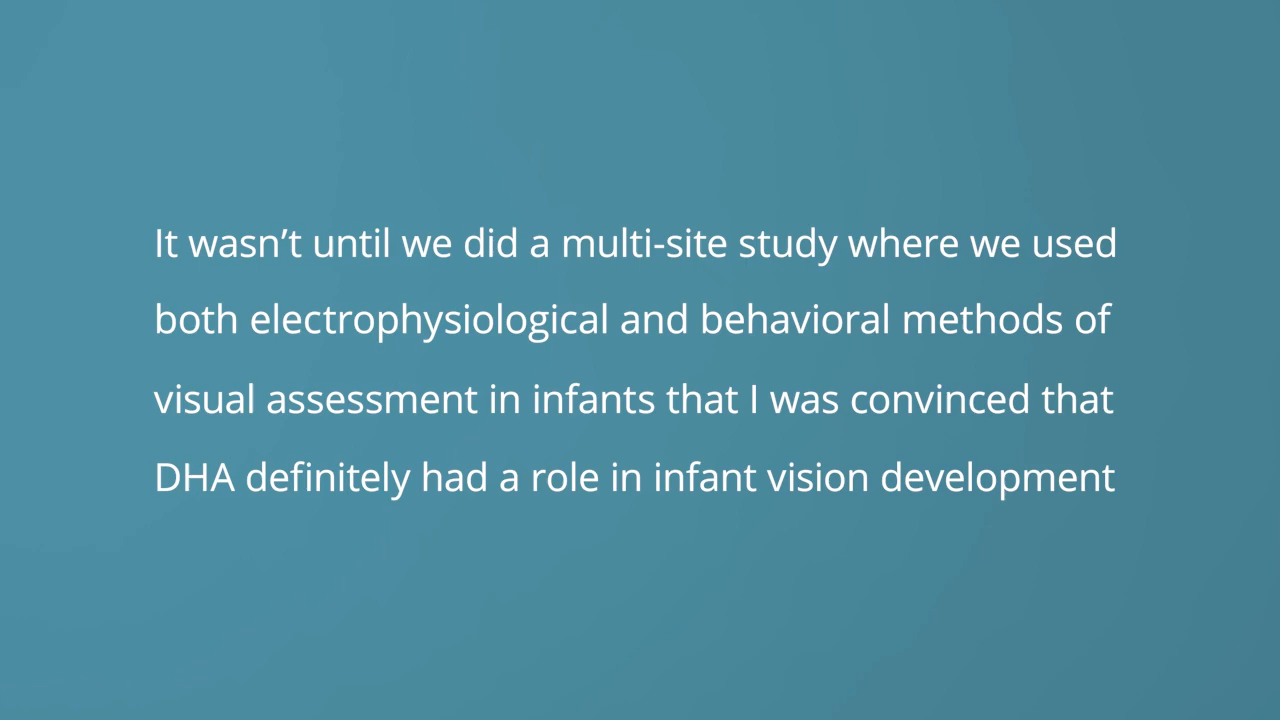 It wasn’t until we did a multi-site study where we used
both electrophysiological and behavioral methods of
visual assessment in infants that I was convinced that
DHA definitely had a role in infant vision development